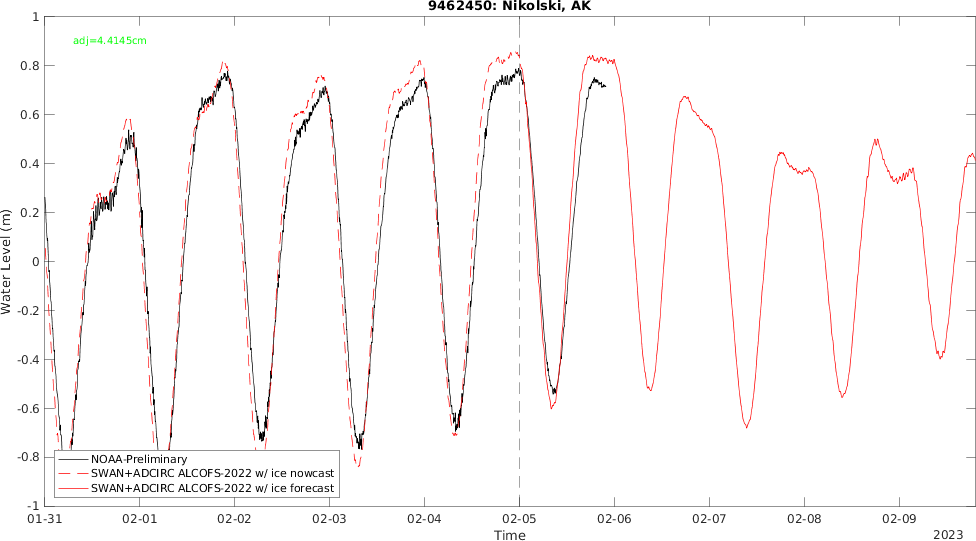 9462450: Nikolski, AK
adj=4.4145cm
1
0.8
0.6
0.4
0.2
0
-0.2
-0.4
-0.6
-0.8
-1
Water Level (m)
NOAA-Preliminary
SWAN+ADCIRC ALCOFS-2022 w/ ice nowcast
SWAN+ADCIRC ALCOFS-2022 w/ ice forecast
01-31 02-01 02-02 02-03 02-04 02-05 02-06 02-07 02-08 02-09
Time
2023